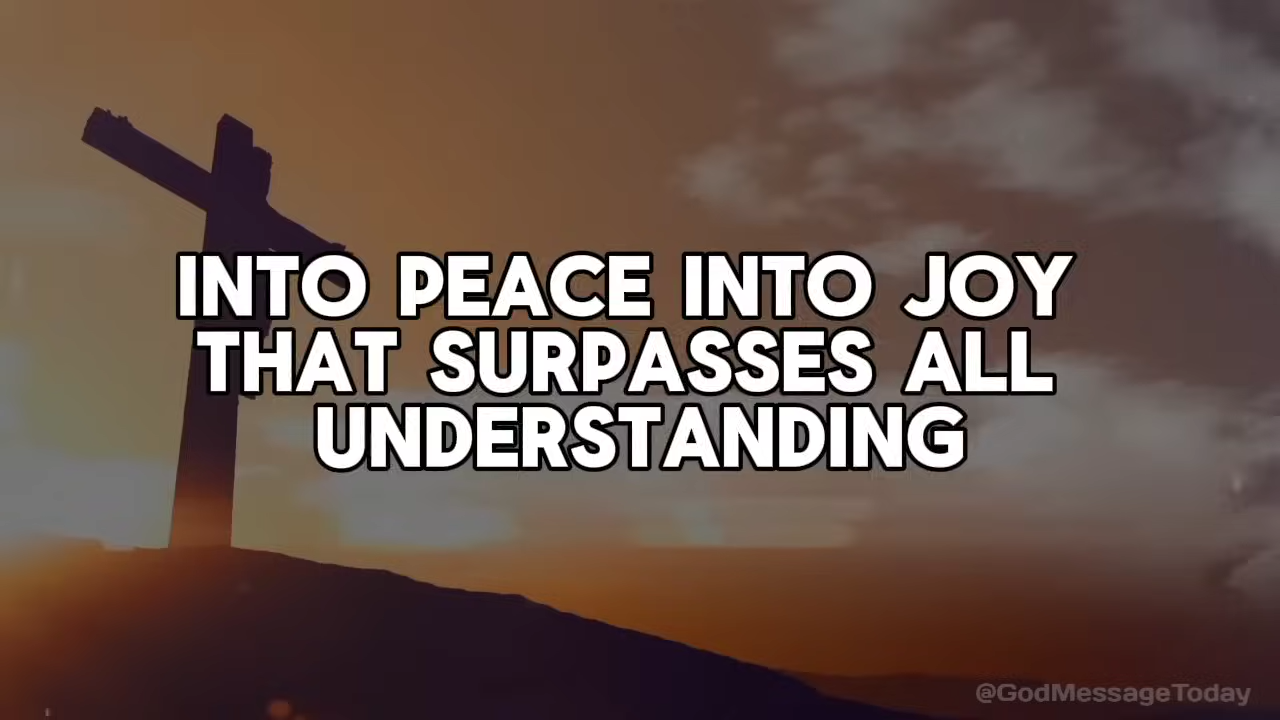 INTO PEACE INTO JOY
THAT SURPASSES ALL
UNDERSTANDING
@GodMessageToday